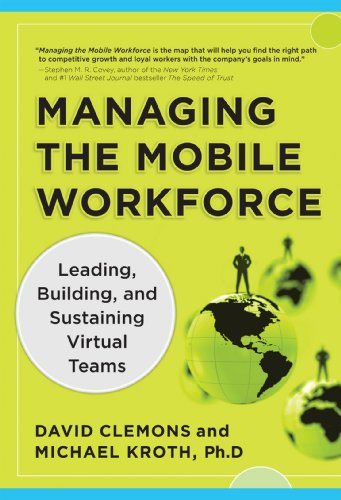 “Managing the Mobile Workforce is the map that will help you find the right path
to competitive growth and loyal workers with the company’s goals in mind.”
—Stephen M. R. Covey, author of the New York Times
and #1 Wall Street Journal bestseller The Speed of Trust
MANAGING
THE MOBILE
WORKFORCE
Leading,
Building, and
Sustaining
Virtual
Teams
DAVID CLEMONS and
MICHAEL KROTH, Ph.D